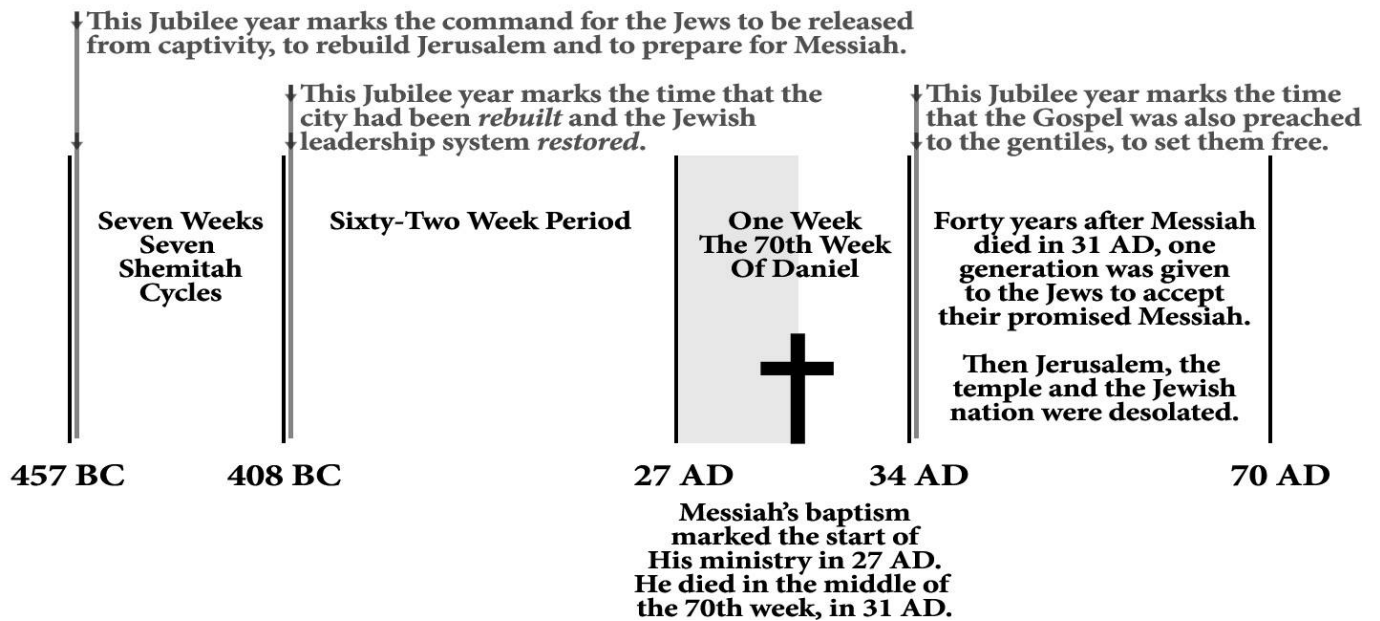 This Jubilee year marks the command for the Jews to be released
from captivity, to rebuild Jerusalem and to prepare for Messiah.
This Jubilee year marks the time that the
city had been rebuilt and the Jewish
leadership system restored.
This Jubilee year marks the time
that the Gospel was also preached
to the gentiles, to set them free.
Seven Weeks
Seven
Shemitah
Cycles
Sixty-Two Week Period
One Week
The 70th Week
Of Daniel
Forty years after Messiah
died in 31 AD, one
generation was given
to the Jews to accept
their promised Messiah.
Then Jerusalem, the
temple and the Jewish
nation were desolated.
457 BC
408 BC
27 AD
34 AD
70 AD
Messiah's baptism
marked the start of
His ministry in 27 AD.
He died in the middle of
the 70th week, in 31 AD.